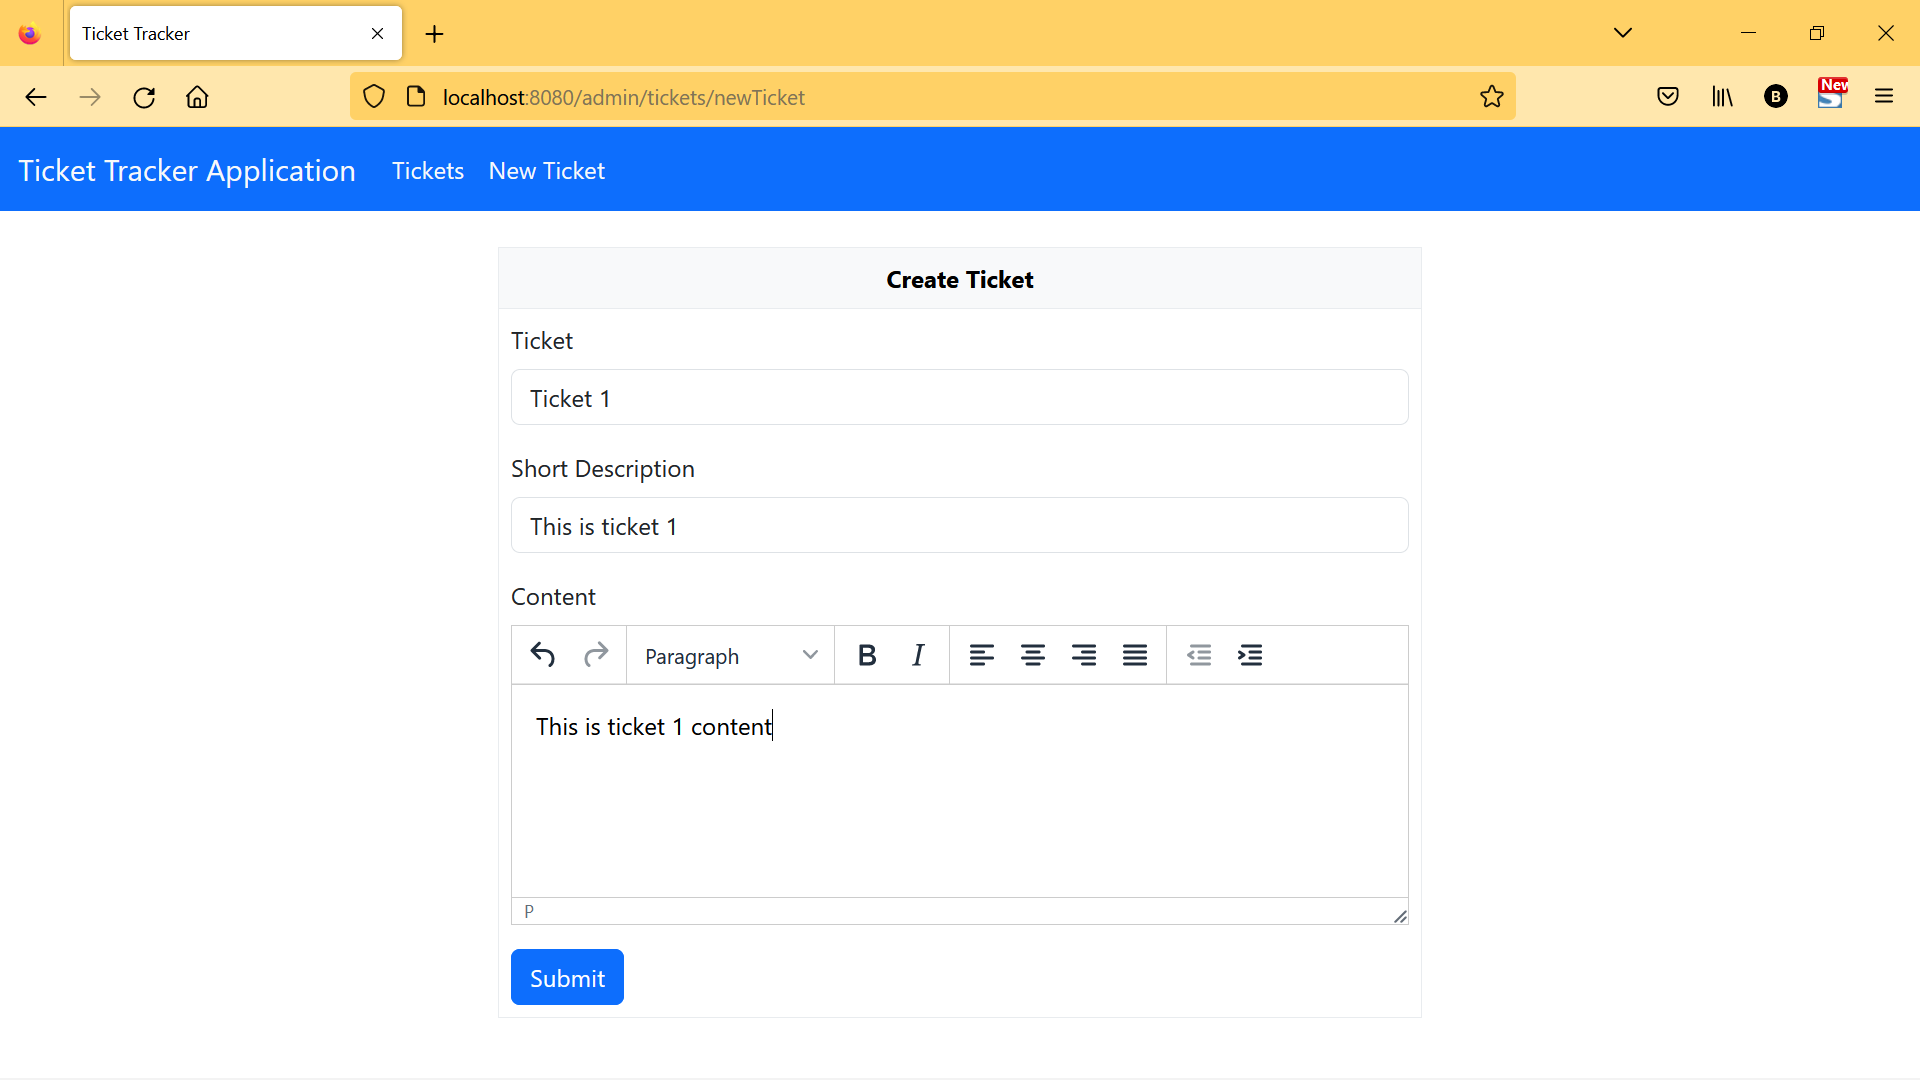 Ticket Tracker
localhost:8080/admin/tickets/newTicket
B
New
Ticket Tracker Application Tickets New Ticket
Create Ticket
Ticket
Ticket 1
Short Description
This is ticket 1
Content
Paragraph B I
This is ticket 1 content
P
Submit